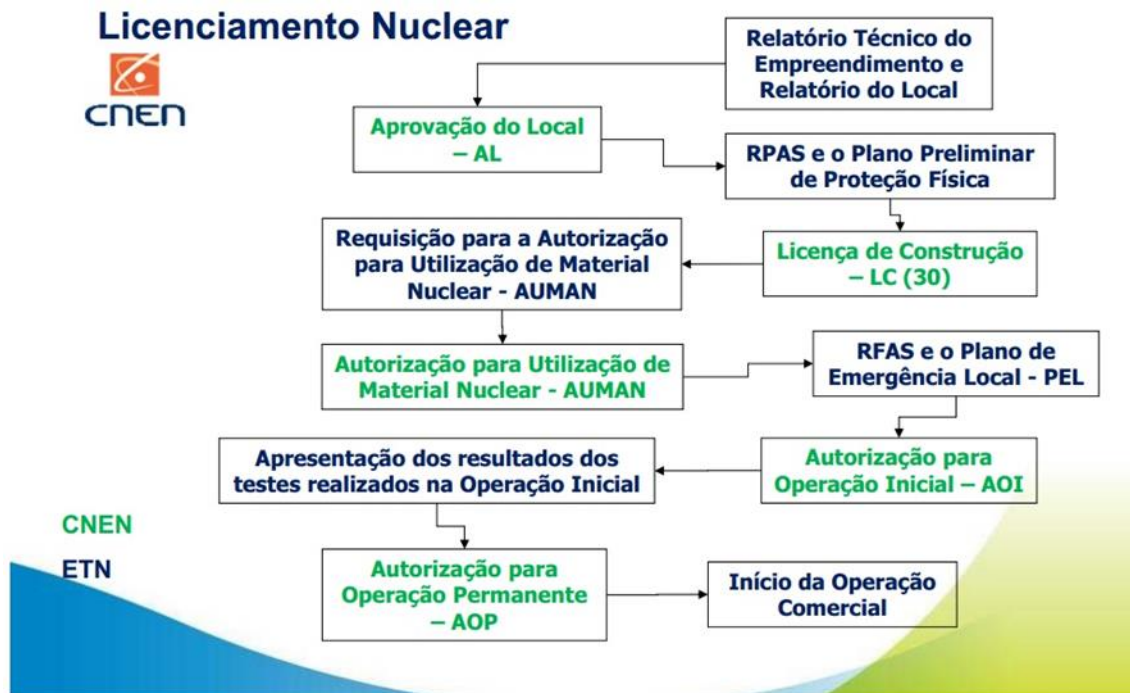 Licenciamento Nuclear
CNEN
Relatório Técnico do
Empreendimento e
Relatório do Local
Aprovação do Local
– AL
RPAS e o Plano Preliminar
de Proteção Física
Licença de Construção
– LC (30)
Requisição para a Autorização
para Utilização de Material
Nuclear - AUMAN
Autorização para Utilização de
Material Nuclear - AUMAN
RFAS e o Plano de
Emergência Local - PEL
Autorização para
Operação Inicial – AOI
Apresentação dos resultados dos
testes realizados na Operação Inicial
Autorização para
Operação Permanente
– AOP
Início da Operação
Comercial
CNEN
ETN